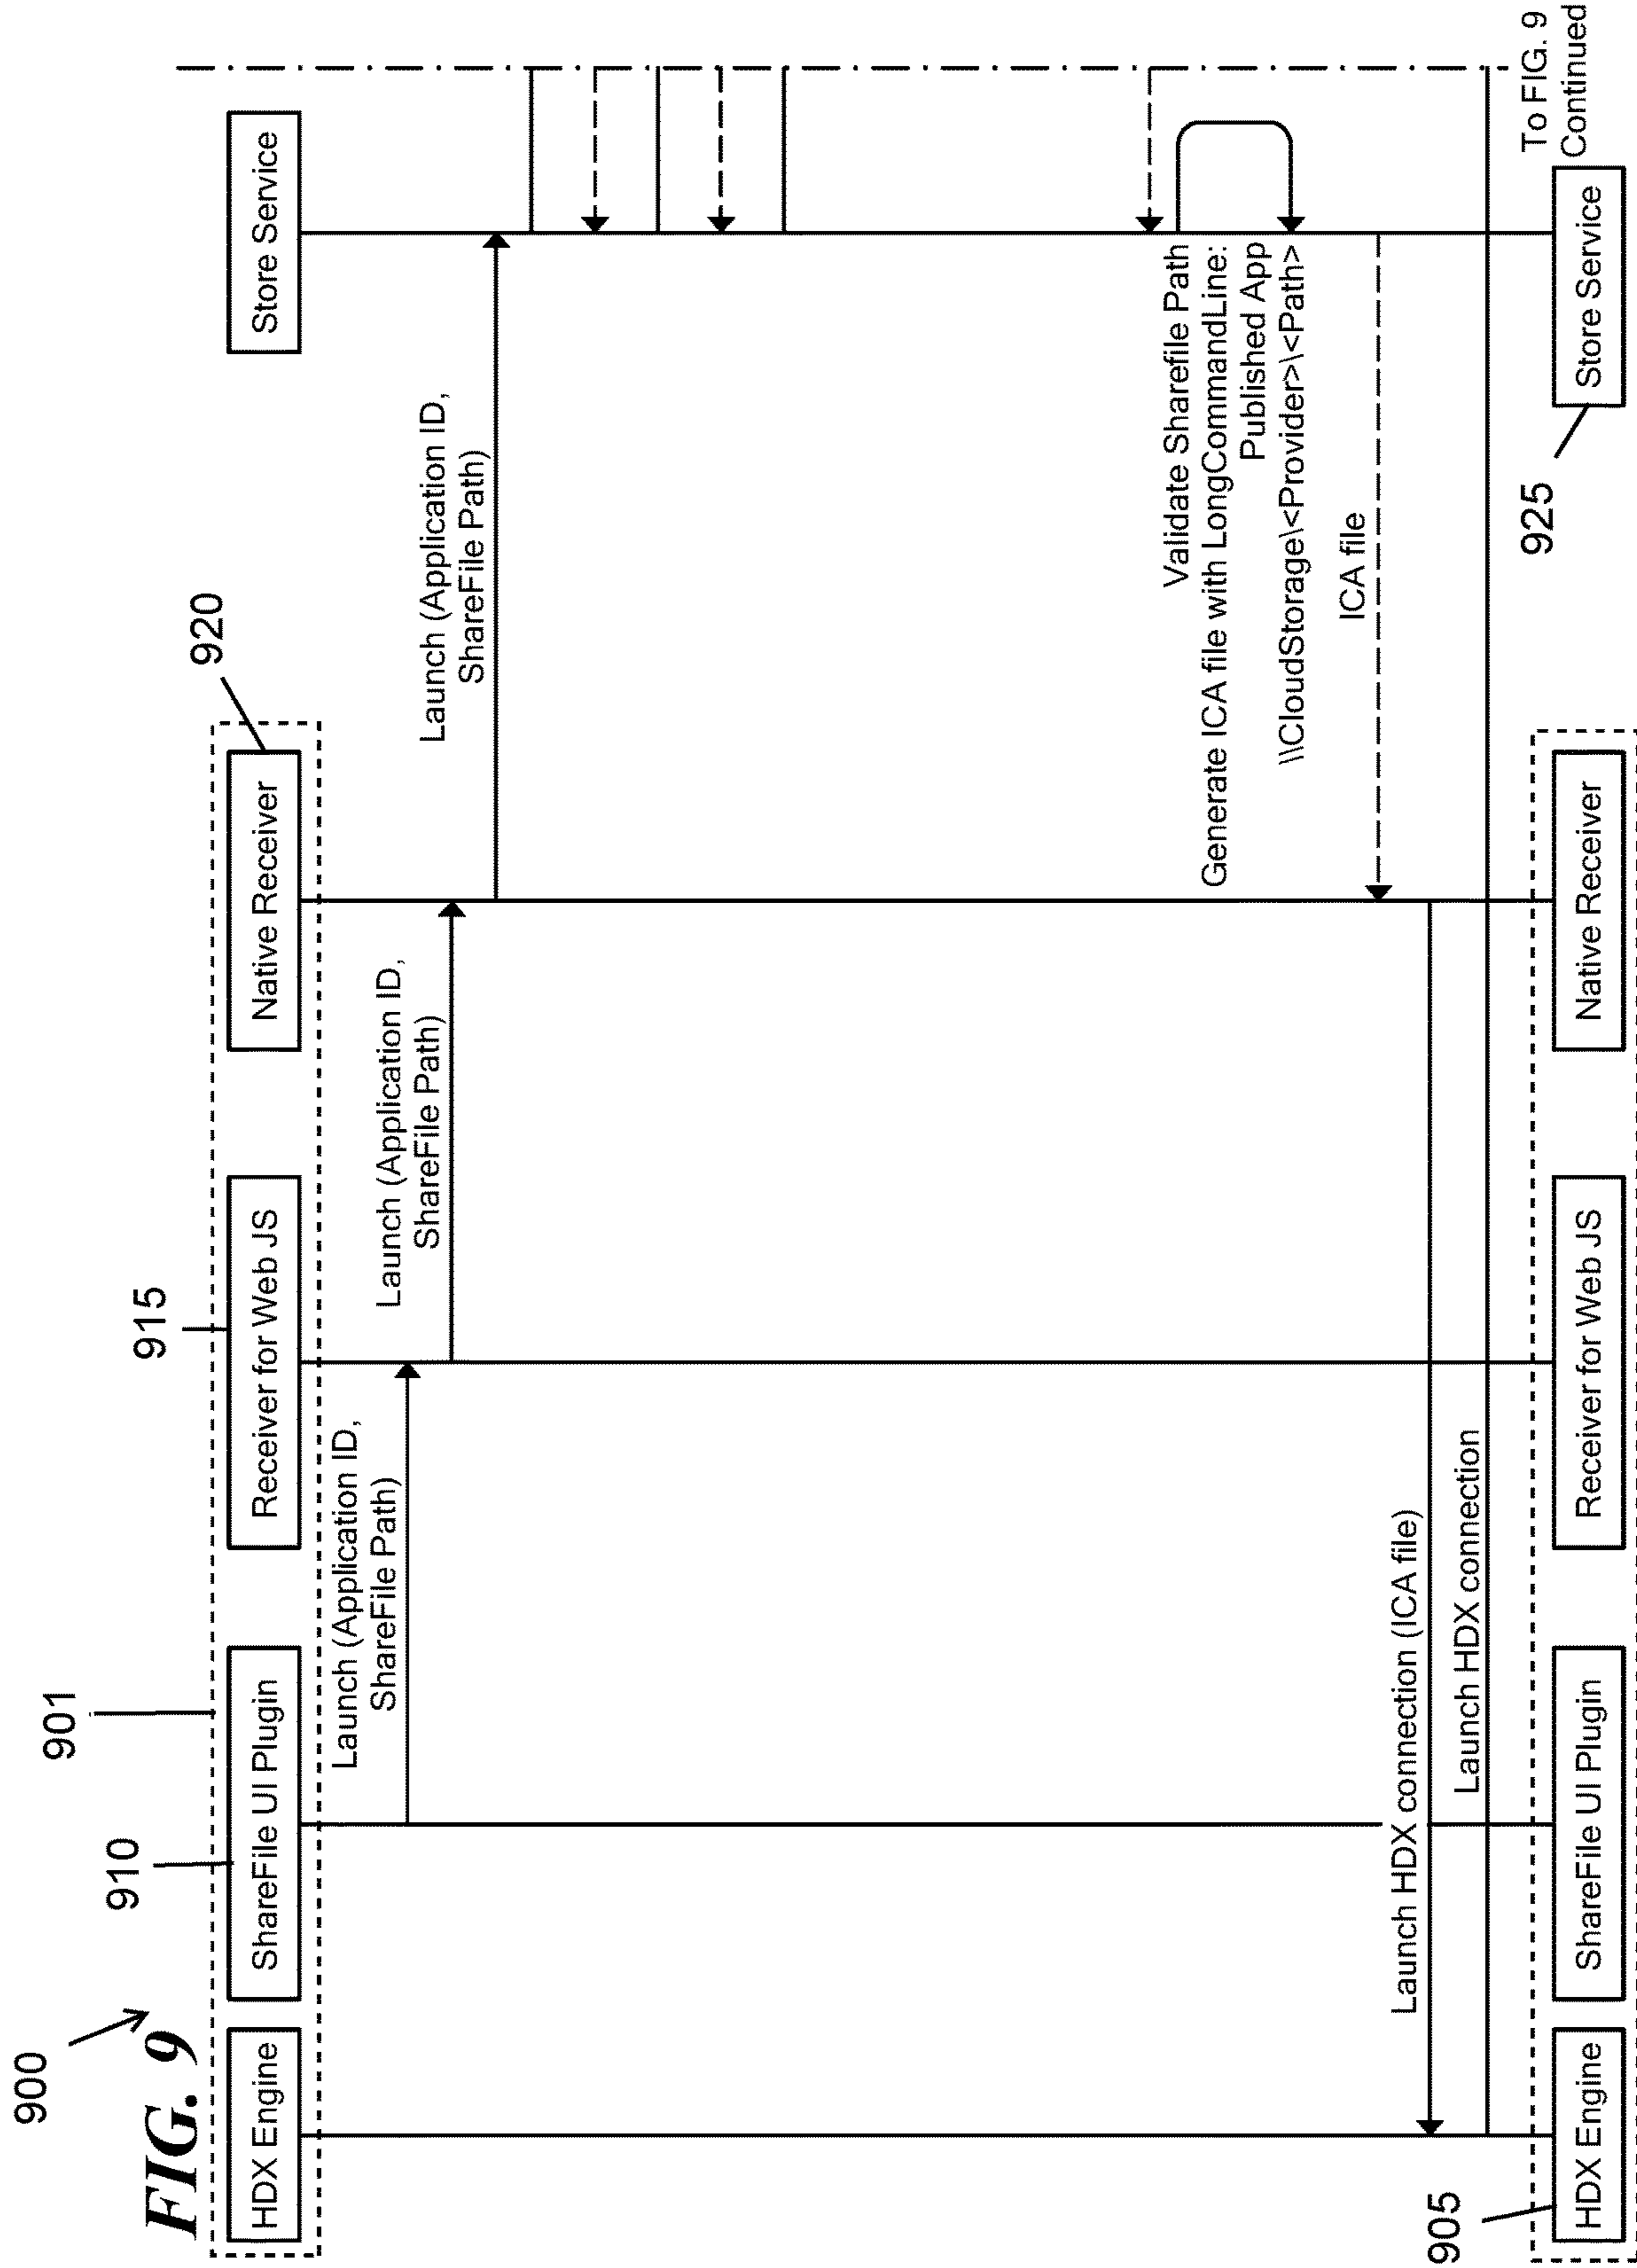 FIG. 9
900
910
901
915
920
HDX Engine
ShareFile UI Plugin
Receiver for Web JS
Native Receiver
Store Service
Launch (Application ID,
ShareFile Path)
Launch (Application ID,
ShareFile Path)
Launch (Application ID,
ShareFile Path)
Validate Sharefile Path
Generate ICA file with LongCommandLine:
Published App
\\CloudStorage\<Provider>\<Path>
ICA file
Launch HDX connection (ICA file)
Launch HDX connection
To FIG. 9
Continued
905
925
HDX Engine
ShareFile UI Plugin
Receiver for Web JS
Native Receiver
Store Service